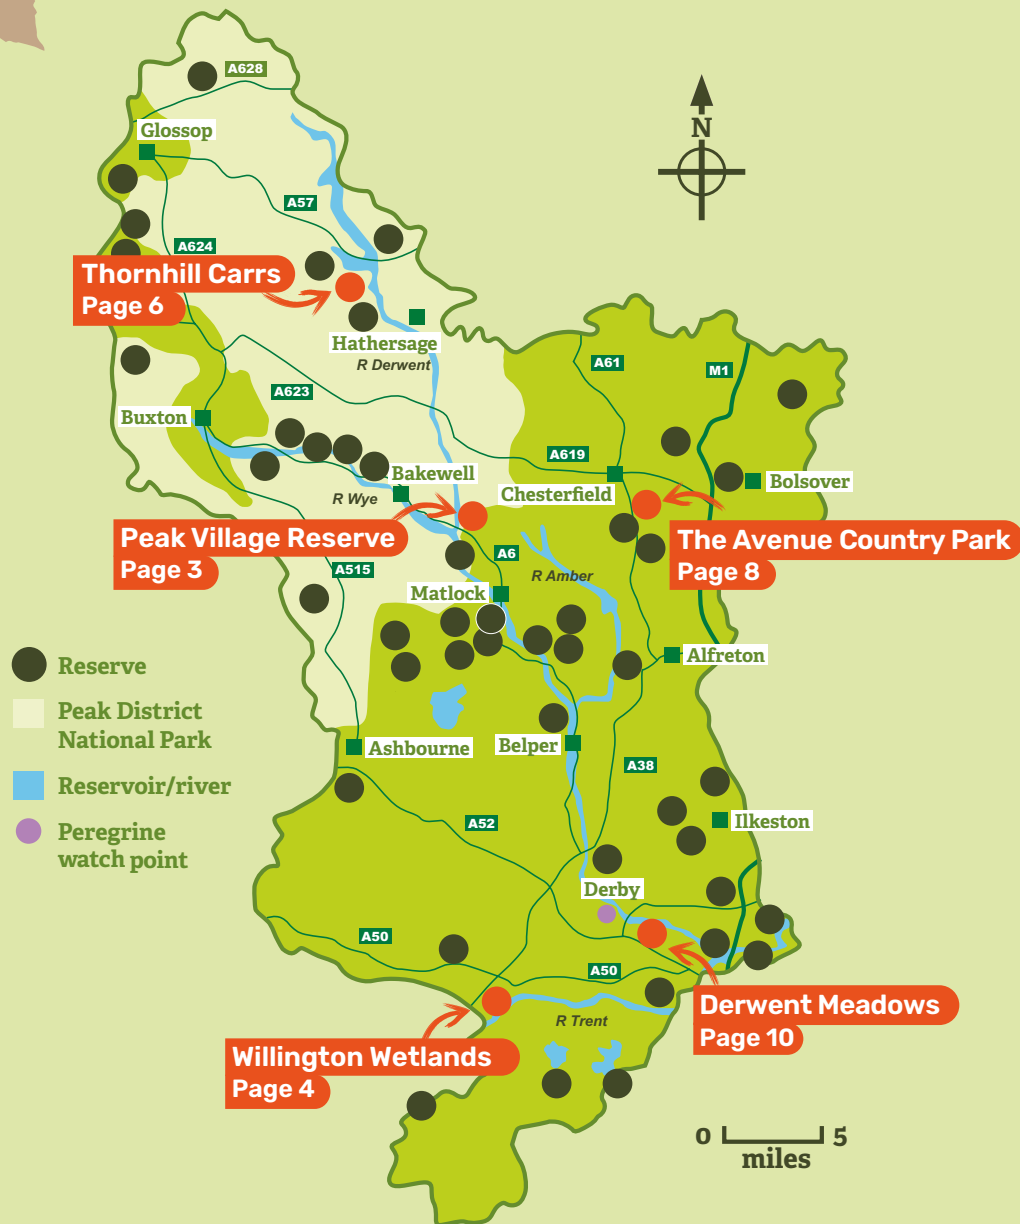 A628
Glossop
N
A57
A624
Thornhill Carrs
Page 6
Hathersage
R Derwent
A61
M1
A623
Buxton
A619
Bakewell
Chesterfield
Bolsover
R Wye
Peak Village Reserve
Page 3
The Avenue Country Park
Page 8
A6
A515
R Amber
Matlock
Alfreton
Reserve
Peak District
National Park
Reservoir/river
Peregrine
watch point
Ashbourne
Belper
A38
A52
Ilkeston
Derby
A50
A50
Derwent Meadows
Page 10
R Trent
Willington Wetlands
Page 4
0 5
miles